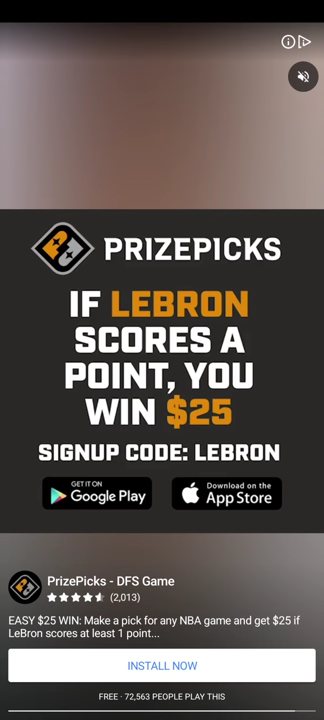 PRIZEPICKS
IF LEBRON
SCORES A
POINT, YOU
WIN $25
SIGNUP CODE: LEBRON
GET IT ON
Google Play
Download on the
App Store
PrizePicks - DFS Game
(2,013)
EASY $25 WIN: Make a pick for any NBA game and get $25 if
LeBron scores at least 1 point...
INSTALL NOW
FREE · 72,563 PEOPLE PLAY THIS